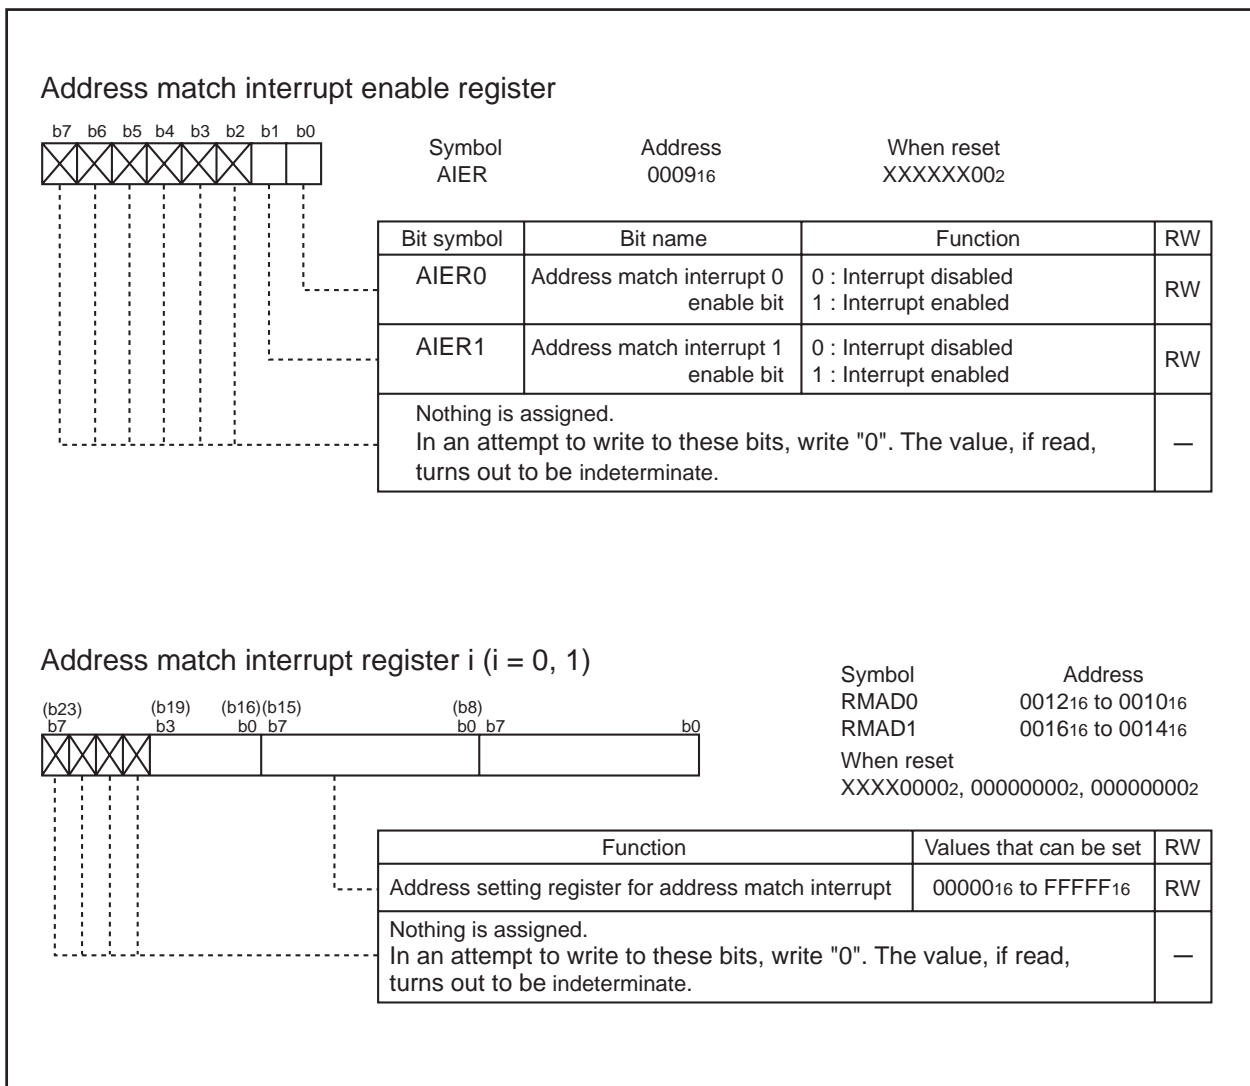 Address match interrupt enable register
b7 b6 b5 b4 b3 b2 b1 b0
Symbol Address When reset
AIER 000916 XXXXXX002
Bit symbol Bit name Function RW
AIER0 Address match interrupt 0 enable bit 0 : Interrupt disabled RW
1 : Interrupt enabled
AIER1 Address match interrupt 1 enable bit 0 : Interrupt disabled RW
1 : Interrupt enabled
Nothing is assigned.
In an attempt to write to these bits, write "0". The value, if read,
turns out to be indeterminate. —
Address match interrupt register i (i = 0, 1)
Symbol Address
RMAD0 001216 to 001016
RMAD1 001616 to 001416
When reset
XXXX00002, 000000002, 000000002
(b23) (b19) (b16)(b15) (b8)
b7 b3 b0 b7 b0 b7 b0
Function Values that can be set RW
Address setting register for address match interrupt 0000016 to FFFFF16 RW
Nothing is assigned.
In an attempt to write to these bits, write "0". The value, if read,
turns out to be indeterminate. —